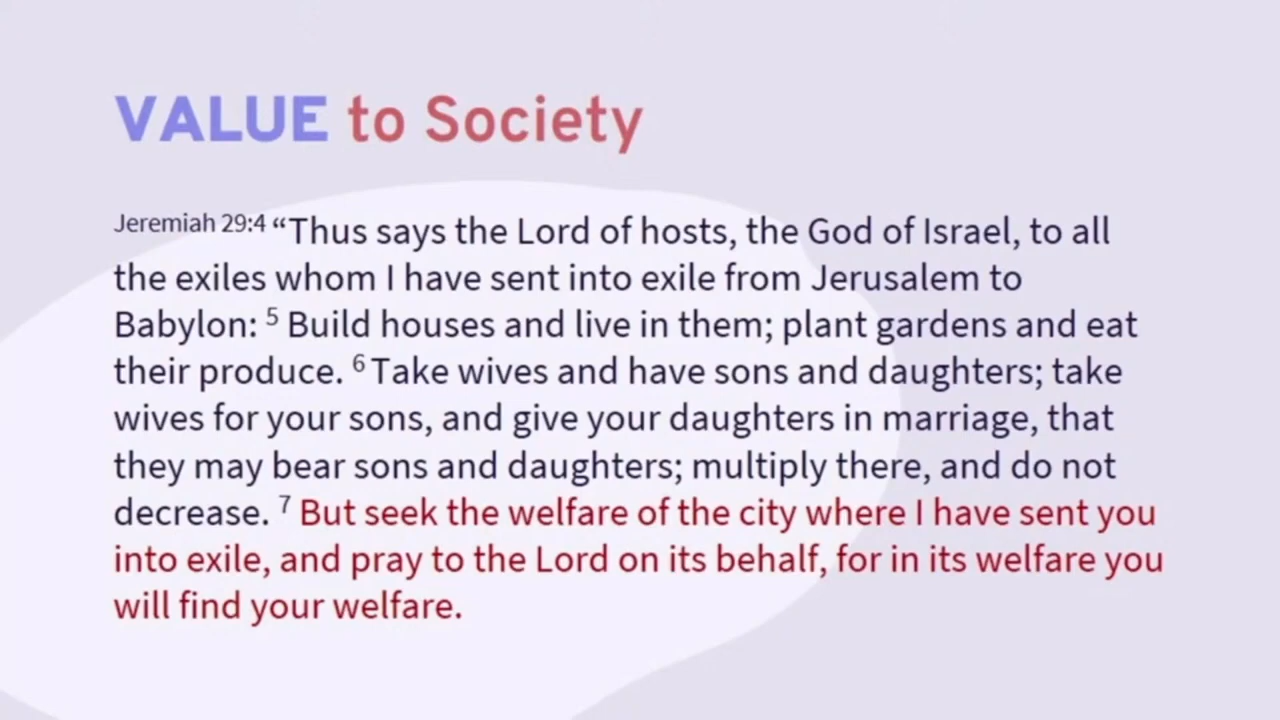 VALUE to Society
Jeremiah 29:4 “Thus says the Lord of hosts, the God of Israel, to all
the exiles whom I have sent into exile from Jerusalem to
Babylon: 5 Build houses and live in them; plant gardens and eat
their produce. 6 Take wives and have sons and daughters; take
wives for your sons, and give your daughters in marriage, that
they may bear sons and daughters; multiply there, and do not
decrease. 7 But seek the welfare of the city where I have sent you
into exile, and pray to the Lord on its behalf, for in its welfare you
will find your welfare.